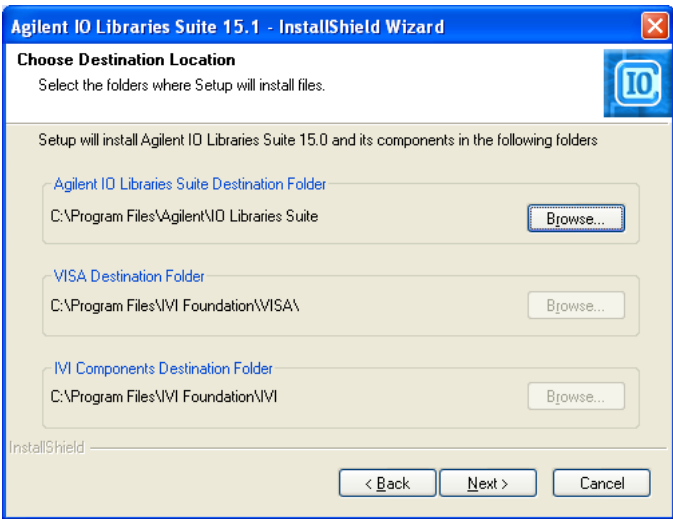 Agilent IO Libraries Suite 15.1 - InstallShield Wizard
Choose Destination Location
Select the folders where Setup will install files.
IO
Setup will install Agilent IO Libraries Suite 15.0 and its components in the following folders
Agilent IO Libraries Suite Destination Folder
C:\Program Files\Agilent\IO Libraries Suite
Browse...
VISA Destination Folder
C:\Program Files\IVI Foundation\VISA\
Browse...
IVI Components Destination Folder
C:\Program Files\IVI Foundation\IVI
Browse...
InstallShield
< Back Next > Cancel